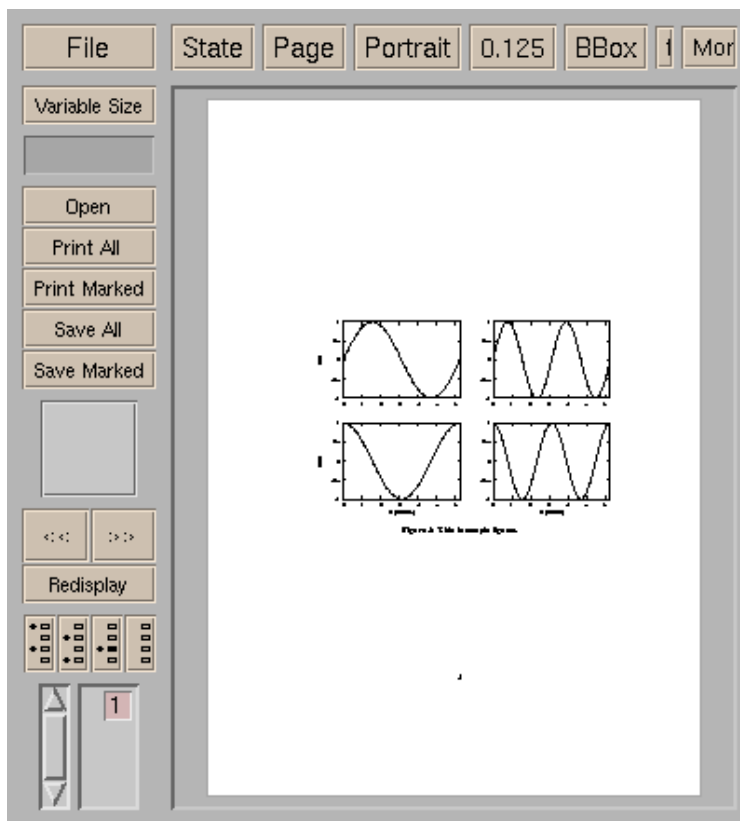 File State Page Portrait 0.125 BBox Mor
Variable Size
Open
Print All
Print Marked
Save All
Save Marked
<< >>
Redisplay
1